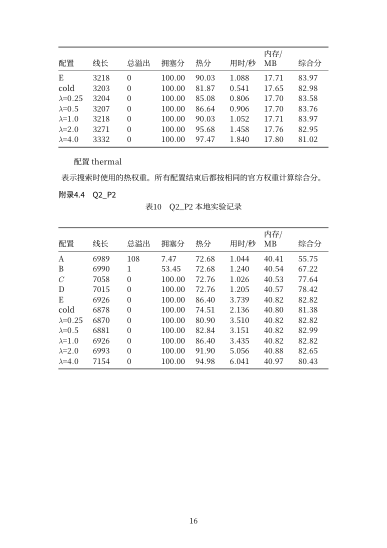 配置 线长 总溢出 拥塞分 热分 用时/秒 内存/MB 综合分
E 3218 0 100.00 90.03 1.088 17.71 83.97
cold 3203 0 100.00 81.87 0.541 17.65 82.98
λ=0.25 3204 0 100.00 85.08 0.806 17.70 83.58
λ=0.5 3207 0 100.00 86.64 0.906 17.70 83.76
λ=1.0 3218 0 100.00 90.03 1.052 17.71 83.97
λ=2.0 3271 0 100.00 95.68 1.458 17.76 82.95
λ=4.0 3332 0 100.00 97.47 1.840 17.80 81.02
配置 thermal
表示搜索时使用的热权重。所有配置结束后都按相同的官方权重计算综合分。
附录4.4 Q2_P2
表10 Q2_P2 本地实验记录
配置 线长 总溢出 拥塞分 热分 用时/秒 内存/MB 综合分
A 6989 108 7.47 72.68 1.044 40.41 55.75
B 6990 1 53.45 72.68 1.240 40.54 67.22
C 7058 0 100.00 72.76 1.026 40.53 77.64
D 7015 0 100.00 72.76 1.205 40.57 78.42
E 6926 0 100.00 86.40 3.739 40.82 82.82
cold 6878 0 100.00 74.51 2.136 40.80 81.38
λ=0.25 6870 0 100.00 80.90 3.510 40.82 82.82
λ=0.5 6881 0 100.00 82.84 3.151 40.82 82.99
λ=1.0 6926 0 100.00 86.40 3.435 40.82 82.82
λ=2.0 6993 0 100.00 91.90 5.056 40.88 82.65
λ=4.0 7154 0 100.00 94.98 6.041 40.97 80.43
16